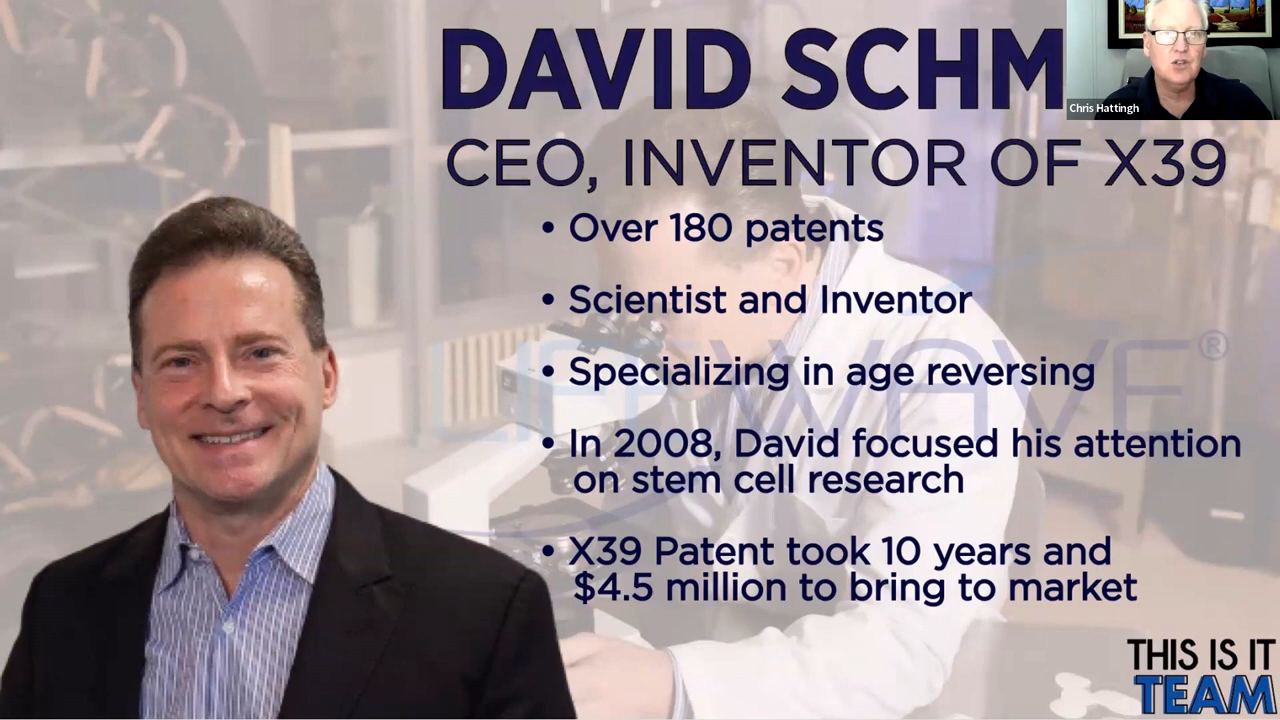 DAVID SCHM
Chris Hattingh
CEO, INVENTOR OF X39
• Over 180 patents
• Scientist and Inventor
• Specializing in age reversing
LIFEWAVE®
• In 2008, David focused his attention
on stem cell research
• X39 Patent took 10 years and
$4.5 million to bring to market
THIS IS IT
TEAM